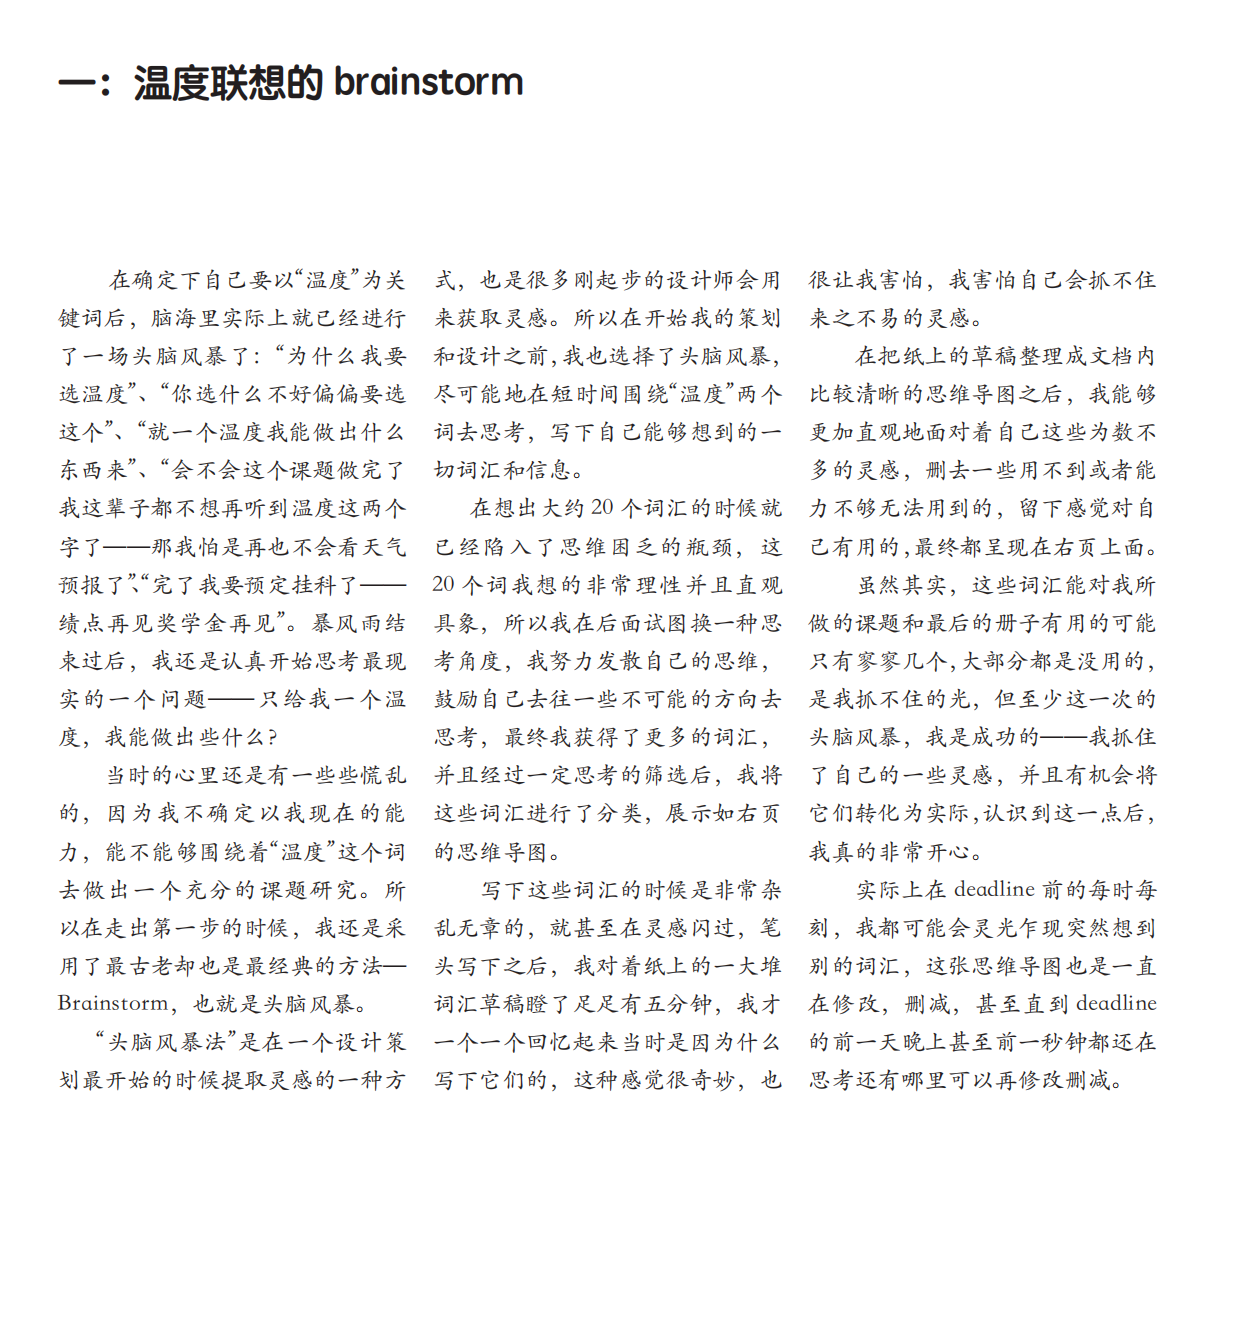 一：温度联想的 brainstorm
在确定下自己要以“温度”为关
键词后，脑海里实际上就已经进行
了一场头脑风暴了：“为什么我要
选温度”、“你选什么不好偏偏要选
这个”、“就一个温度我能做出什么
东西来”、“会不会这个课题做完了
我这辈子都不想再听到温度这两个
字了——那我怕是再也不会看天气
预报了”、“完了我要预定挂科了——
绩点再见奖学金再见”。暴风雨结
束过后，我还是认真开始思考最现
实的一个问题——只给我一个温
度，我能做出些什么？
当时的心里还是有一些些慌乱
的，因为我不确定以我现在的能
力，能不能够围绕着“温度”这个词
去做出一个充分的课题研究。所
以在走出第一步的时候，我还是采
用了最古老却也是最经典的方法—
Brainstorm，也就是头脑风暴。
“头脑风暴法”是在一个设计策
划最开始的时候提取灵感的一种方
式，也是很多刚起步的设计师会用
来获取灵感。所以在开始我的策划
和设计之前，我也选择了头脑风暴，
尽可能地在短时间围绕“温度”两个
词去思考，写下自己能够想到的一
切词汇和信息。
在想出大约 20 个词汇的时候就
已经陷入了思维困乏的瓶颈，这
20 个词我想的非常理性并且直观
具象，所以我在后面试图换一种思
考角度，我努力发散自己的思维，
鼓励自己去往一些不可能的方向去
思考，最终我获得了更多的词汇，
并且经过一定思考的筛选后，我将
这些词汇进行了分类，展示如右页
的思维导图。
写下这些词汇的时候是非常杂
乱无章的，就甚至在灵感闪过，笔
头写下之后，我对着纸上的一大堆
词汇草稿瞪了足足有五分钟，我才
一个一个回忆起来当时是因为什么
写下它们的，这种感觉很奇妙，也
很让我害怕，我害怕自己会抓不住
来之不易的灵感。
在把纸上的草稿整理成文档内
比较清晰的思维导图之后，我能够
更加直观地面对着自己这些为数不
多的灵感，删去一些用不到或者能
力不够无法用到的，留下感觉对自
己有用的，最终都呈现在右页上面。
虽然其实，这些词汇能对我所
做的课题和最后的册子有用的可能
只有寥寥几个，大部分都是没用的，
是我抓不住的光，但至少这一次的
头脑风暴，我是成功的——我抓住
了自己的一些灵感，并且有机会将
它们转化为实际，认识到这一点后，
我真的非常开心。
实际上在 deadline 前的每时每
刻，我都可能会灵光乍现突然想到
别的词汇，这张思维导图也是一直
在修改，删减，甚至直到 deadline
的前一天晚上甚至前一秒钟都还在
思考还有哪里可以再修改删减。